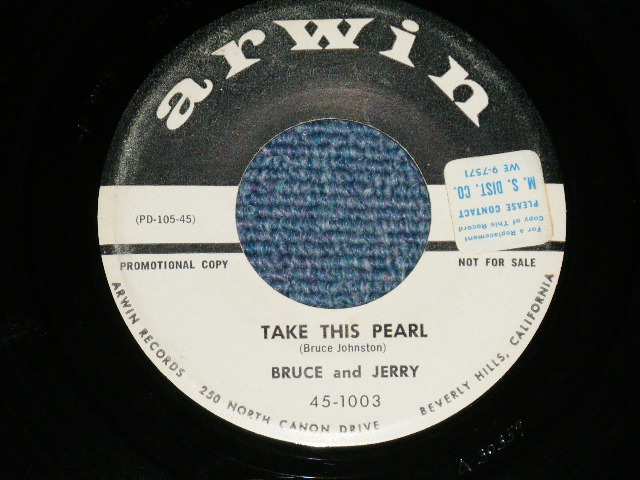 arwin
(PD-105-45)
For a Replacement
Copy of This Record
PLEASE CONTACT
M. S. DIST. CO.
WE 9-7571
PROMOTIONAL COPY
NOT FOR SALE
TAKE THIS PEARL
(Bruce Johnston)
BRUCE and JERRY
45-1003
ARWIN RECORDS 250 NORTH CANON DRIVE BEVERLY HILLS, CALIFORNIA